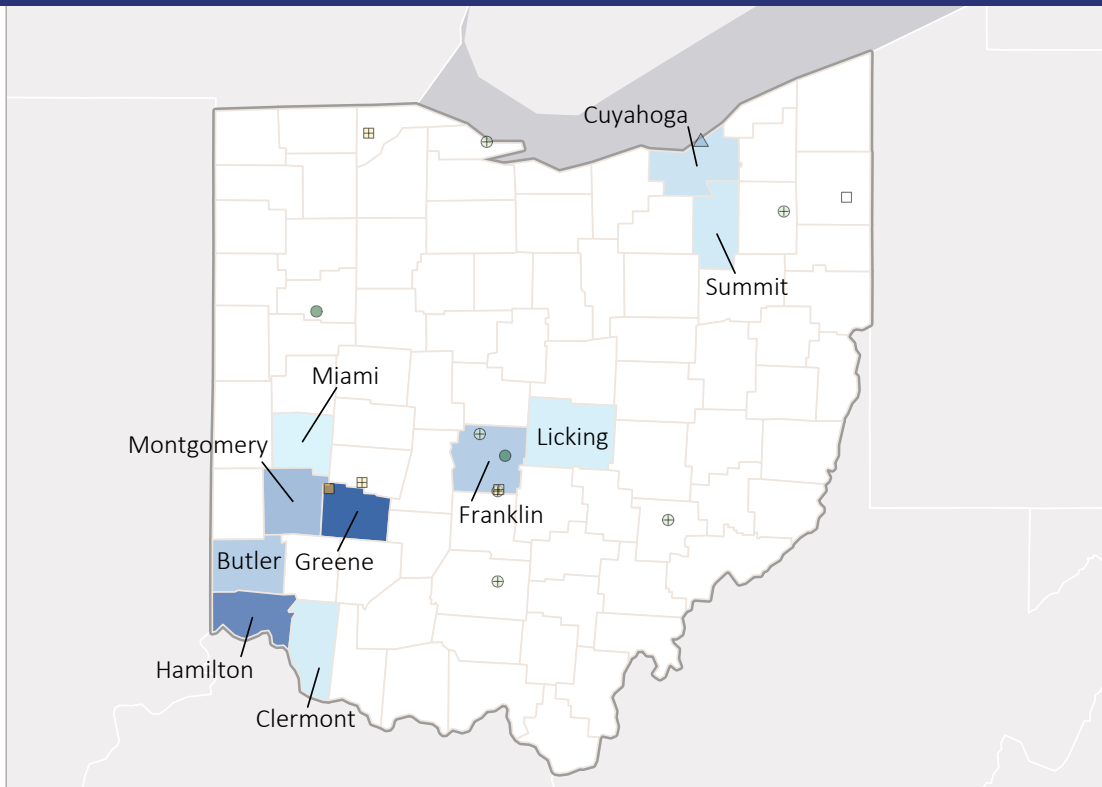 Cuyahoga
Summit
Miami
Licking
Montgomery
Franklin
Butler
Greene
Hamilton
Clermont